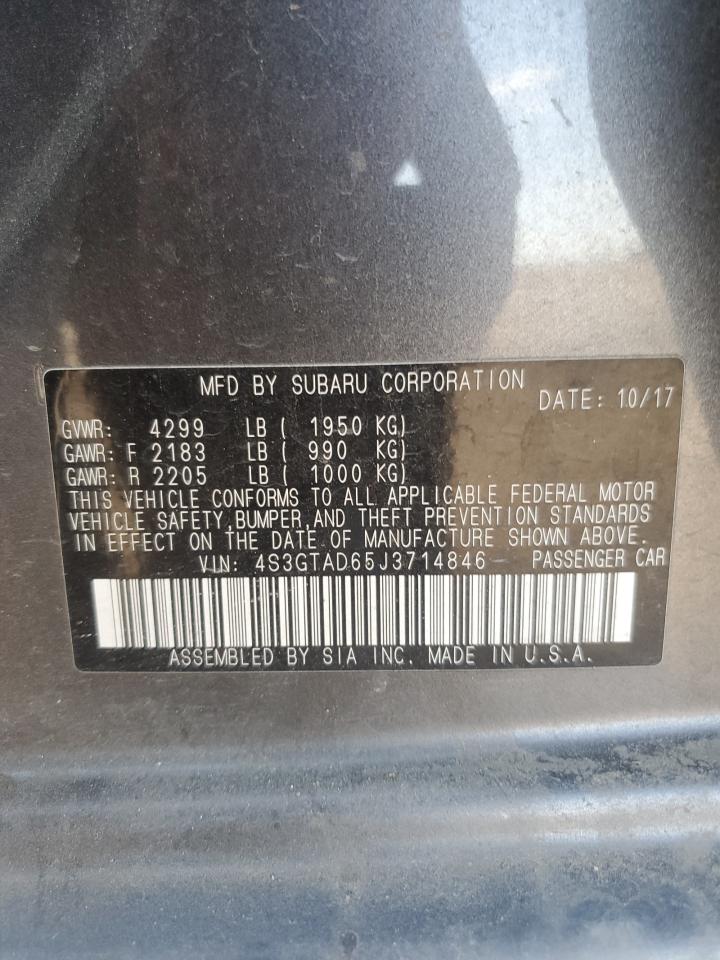 MFD BY SUBARU CORPORATION DATE: 10/17
GVWR: 4299 LB ( 1950 KG)
GAWR: F 2183 LB ( 990 KG)
GAWR: R 2205 LB ( 1000 KG)
THIS VEHICLE CONFORMS TO ALL APPLICABLE FEDERAL MOTOR
VEHICLE SAFETY,BUMPER,AND THEFT PREVENTION STANDARDS
IN EFFECT ON THE DATE OF MANUFACTURE SHOWN ABOVE.
VIN: 4S3GTAD65J3714846 PASSENGER CAR
ASSEMBLED BY SIA INC. MADE IN U.S.A.